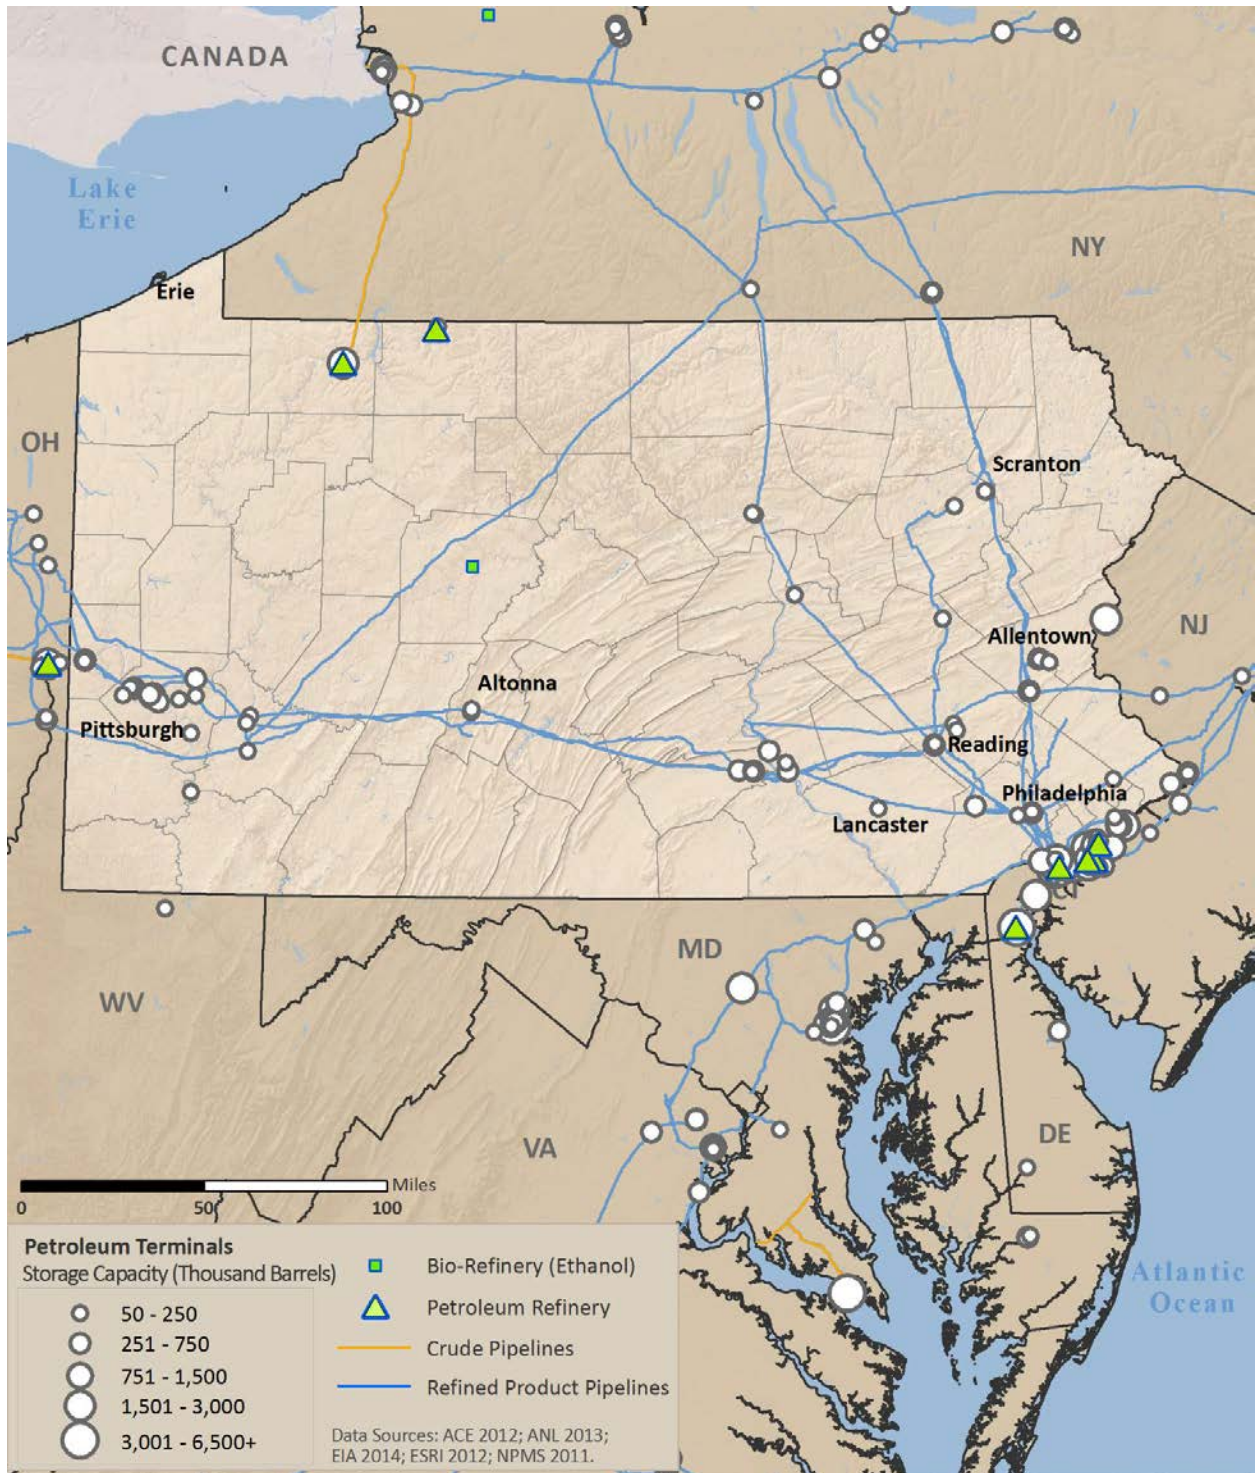 CANADA
Lake
Erie
NY
Erie
OH
Scranton
Allentown
NJ
Altonna
Pittsburgh
Reading
Philadelphia
Lancaster
MD
WV
VA
DE
Miles
0 50 100
Atlantic
Ocean
Petroleum Terminals
Storage Capacity (Thousand Barrels)
50 - 250
251 - 750
751 - 1,500
1,501 - 3,000
3,001 - 6,500+
Bio-Refinery (Ethanol)
Petroleum Refinery
Crude Pipelines
Refined Product Pipelines
Data Sources: ACE 2012; ANL 2013;
EIA 2014; ESRI 2012; NPMS 2011.